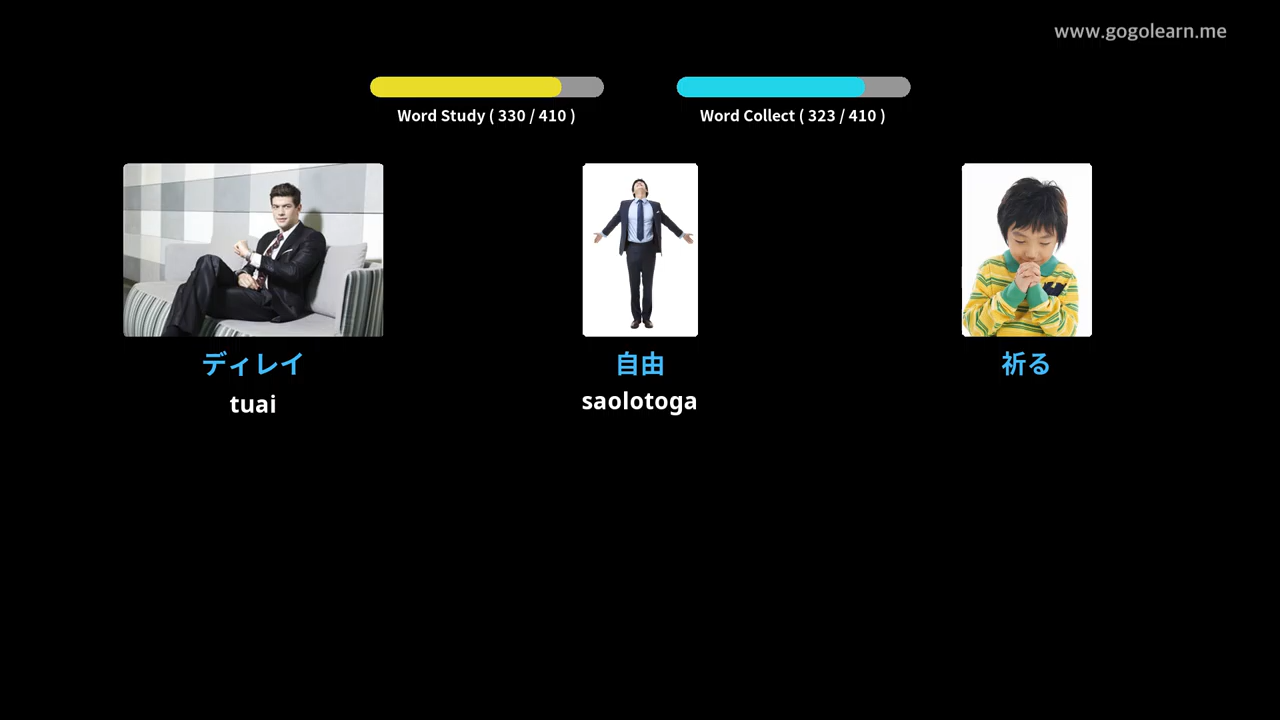 www.gogolearn.me
Word Study ( 330 / 410 )
Word Collect ( 323 / 410 )
ディレイ
自由
祈る
tuai
saolotoga